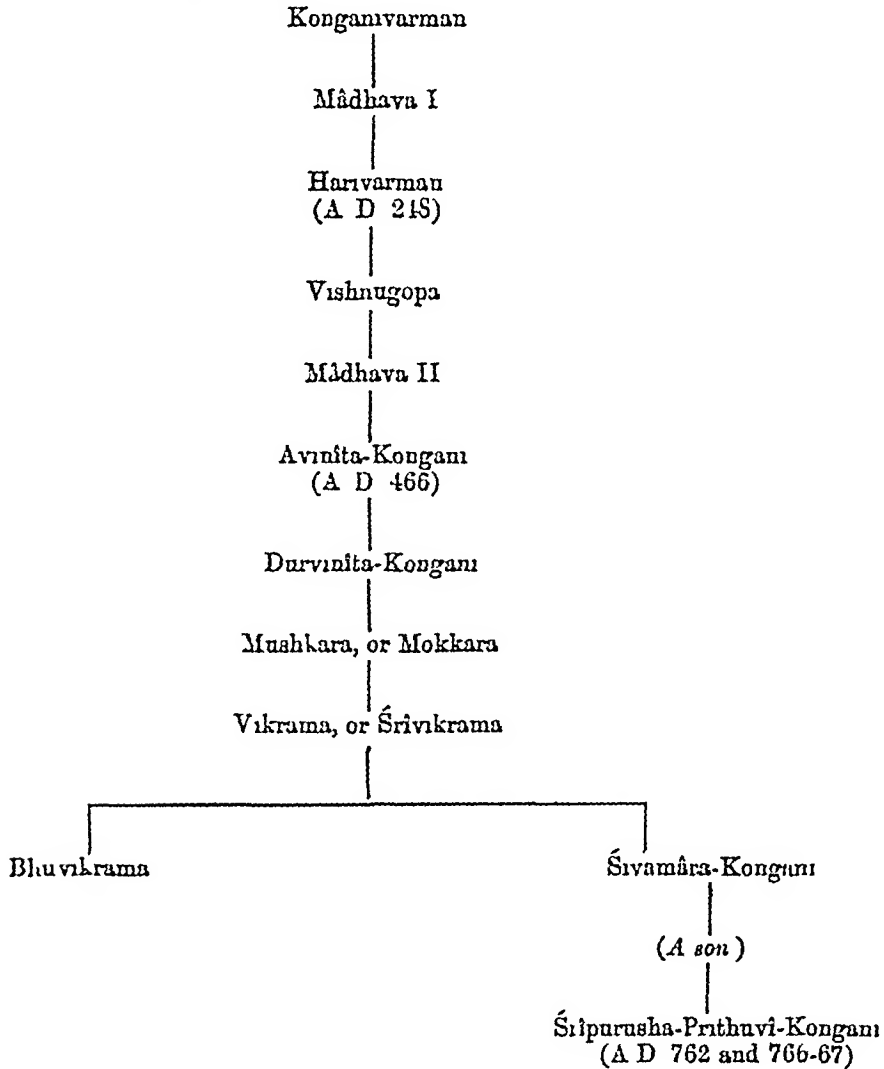 Konganivarman
Mâdhava I
Harivarman
(A D 248)
Vishnugopa
Mâdhava II
Avinîta-Kongani
(A D 466)
Durvinîta-Kongani
Mushkara, or Mokkara
Vikrama, or Śrîvikrama
Bhuvikrama
Śivamâra-Kongani
(A son)
Śrîpurusha-Prithuvî-Kongani
(A D 762 and 766-67)